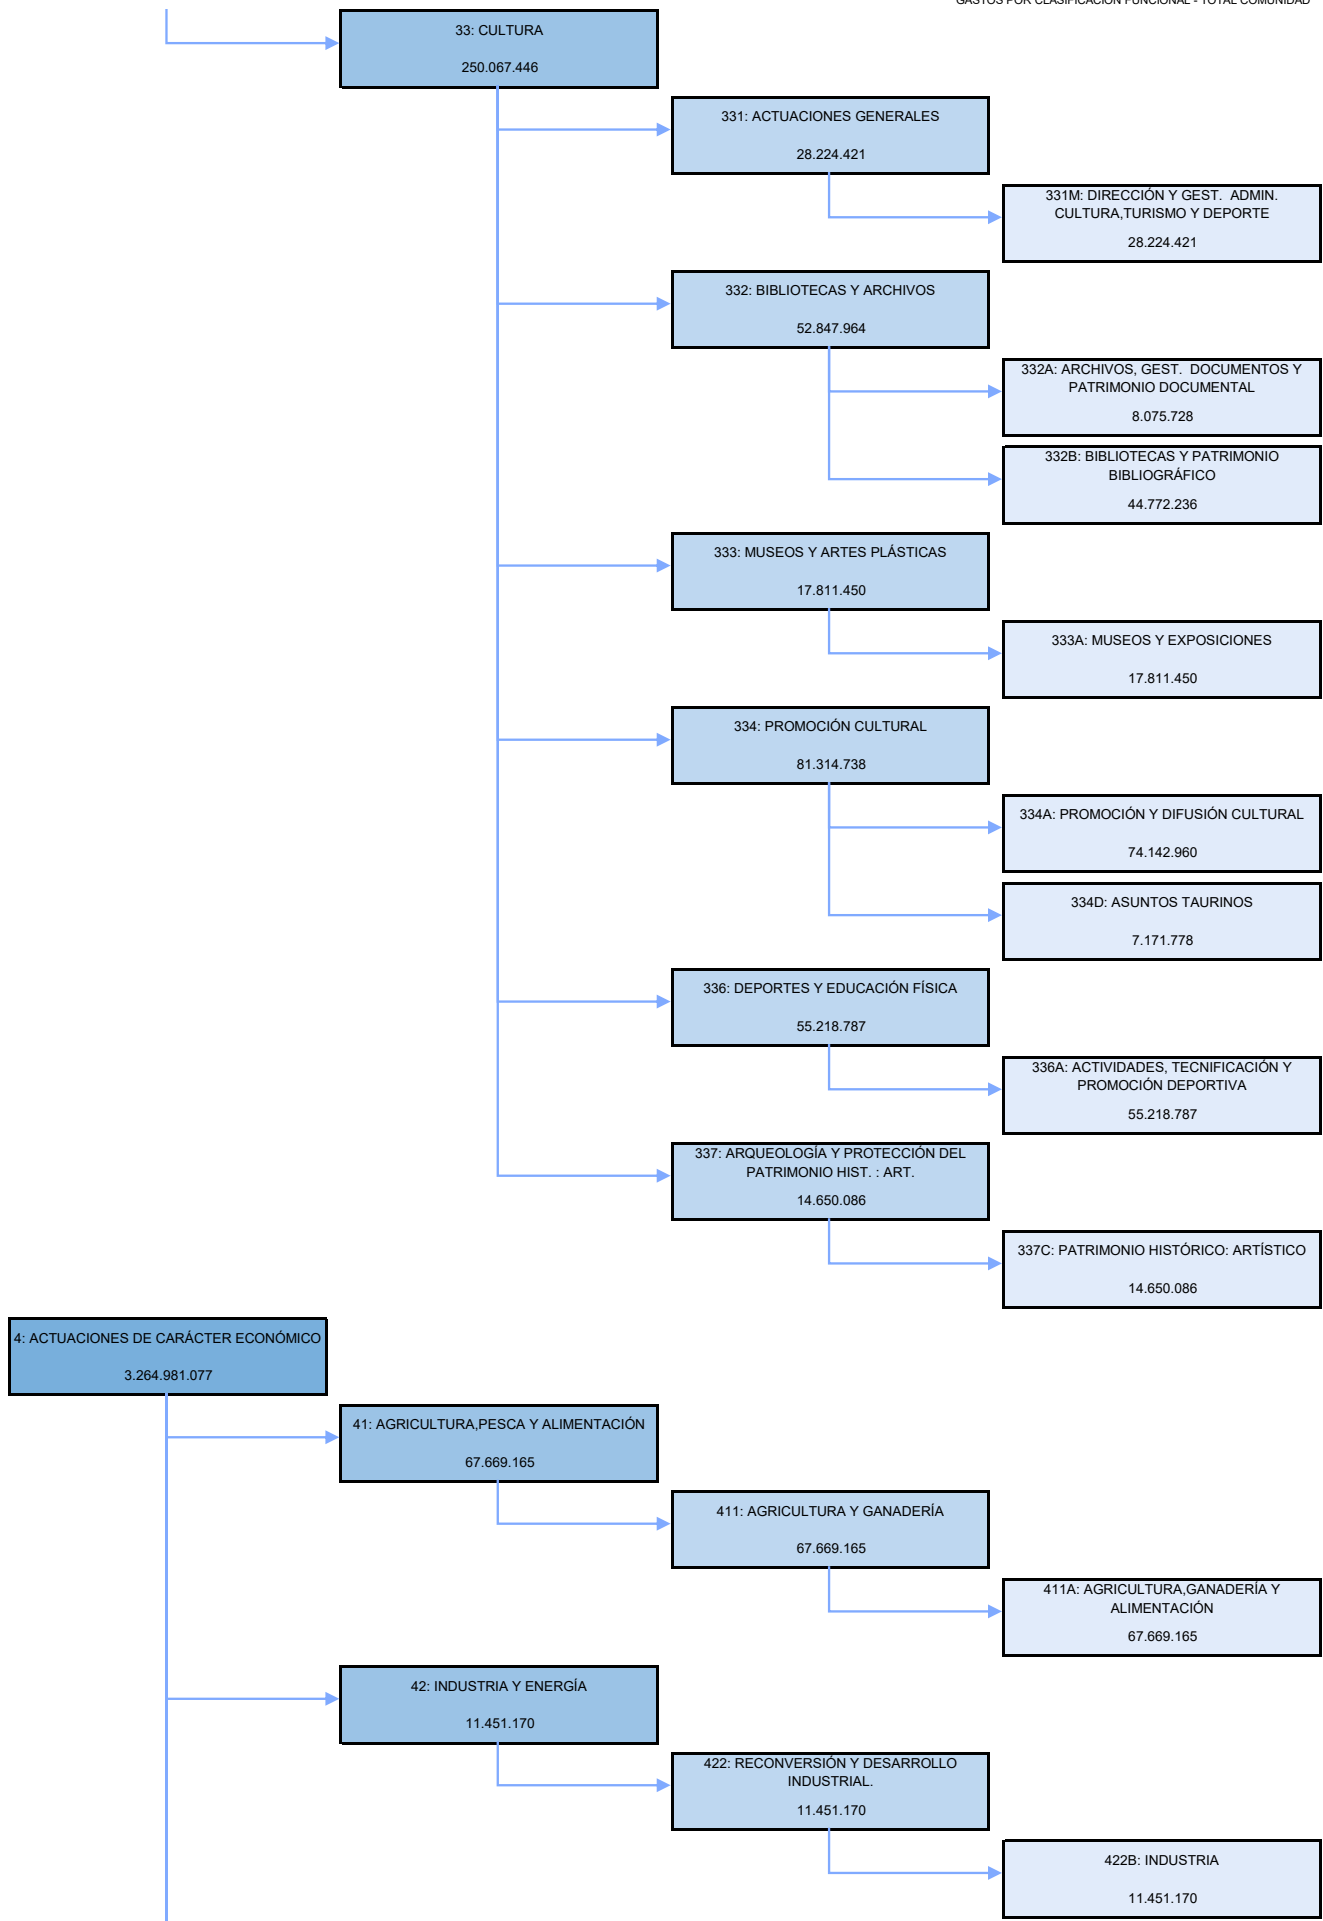 GASTOS POR CLASIFICACIÓN FUNCIONAL - TOTAL COMUNIDAD
33: CULTURA
250.067.446
331: ACTUACIONES GENERALES
28.224.421
331M: DIRECCIÓN Y GEST. ADMIN.
CULTURA,TURISMO Y DEPORTE
28.224.421
332: BIBLIOTECAS Y ARCHIVOS
52.847.964
332A: ARCHIVOS, GEST. DOCUMENTOS Y
PATRIMONIO DOCUMENTAL
8.075.728
332B: BIBLIOTECAS Y PATRIMONIO
BIBLIOGRÁFICO
44.772.236
333: MUSEOS Y ARTES PLÁSTICAS
17.811.450
333A: MUSEOS Y EXPOSICIONES
17.811.450
334: PROMOCIÓN CULTURAL
81.314.738
334A: PROMOCIÓN Y DIFUSIÓN CULTURAL
74.142.960
334D: ASUNTOS TAURINOS
7.171.778
336: DEPORTES Y EDUCACIÓN FÍSICA
55.218.787
336A: ACTIVIDADES, TECNIFICACIÓN Y
PROMOCIÓN DEPORTIVA
55.218.787
337: ARQUEOLOGÍA Y PROTECCIÓN DEL
PATRIMONIO HIST. : ART.
14.650.086
337C: PATRIMONIO HISTÓRICO: ARTÍSTICO
14.650.086
4: ACTUACIONES DE CARÁCTER ECONÓMICO
3.264.981.077
41: AGRICULTURA,PESCA Y ALIMENTACIÓN
67.669.165
411: AGRICULTURA Y GANADERÍA
67.669.165
411A: AGRICULTURA,GANADERÍA Y
ALIMENTACIÓN
67.669.165
42: INDUSTRIA Y ENERGÍA
11.451.170
422: RECONVERSIÓN Y DESARROLLO
INDUSTRIAL.
11.451.170
422B: INDUSTRIA
11.451.170